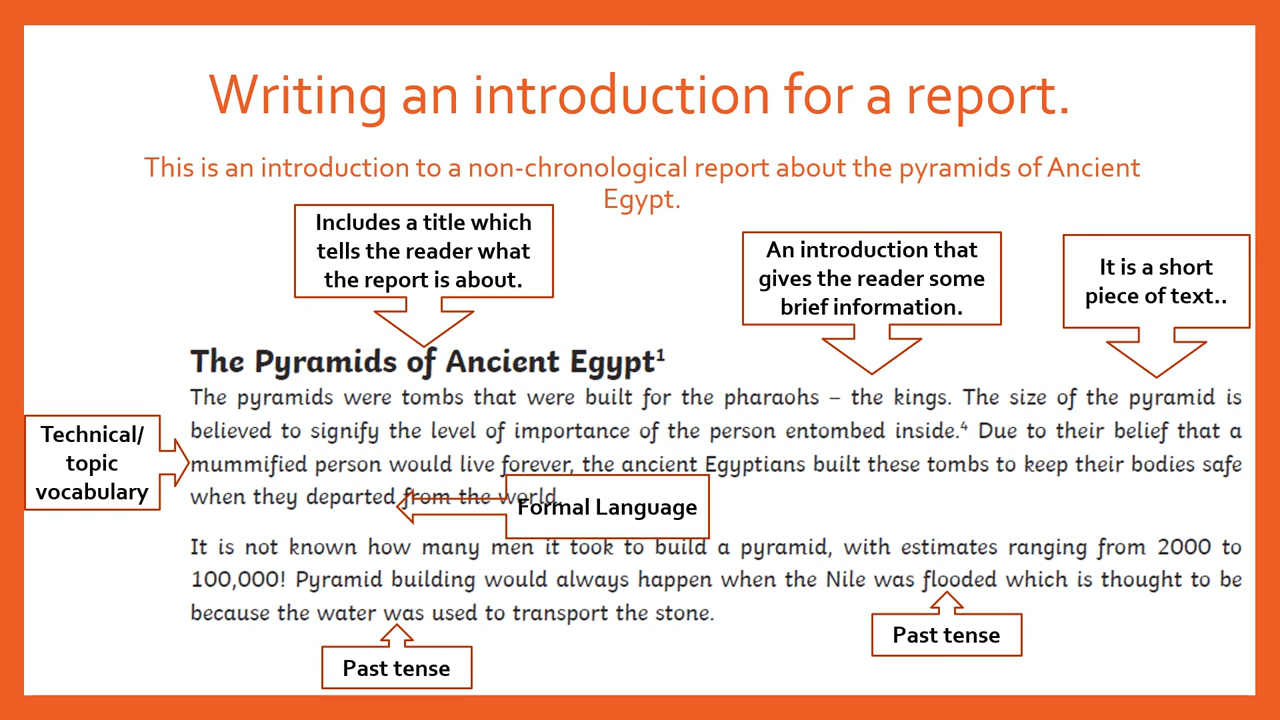 Writing an introduction for a report.
This is an introduction to a non-chronological report about the pyramids of Ancient
Egypt.
Includes a title which
tells the reader what
the report is about.
An introduction that
gives the reader some
brief information.
It is a short
piece of text..
The Pyramids of Ancient Egypt¹
The pyramids were tombs that were built for the pharaohs – the kings. The size of the pyramid is
believed to signify the level of importance of the person entombed inside.⁴ Due to their belief that a
mummified person would live forever, the ancient Egyptians built these tombs to keep their bodies safe
when they departed from the world.
Technical/
topic
vocabulary
Formal Language
It is not known how many men it took to build a pyramid, with estimates ranging from 2000 to
100,000! Pyramid building would always happen when the Nile was flooded which is thought to be
because the water was used to transport the stone.
Past tense
Past tense